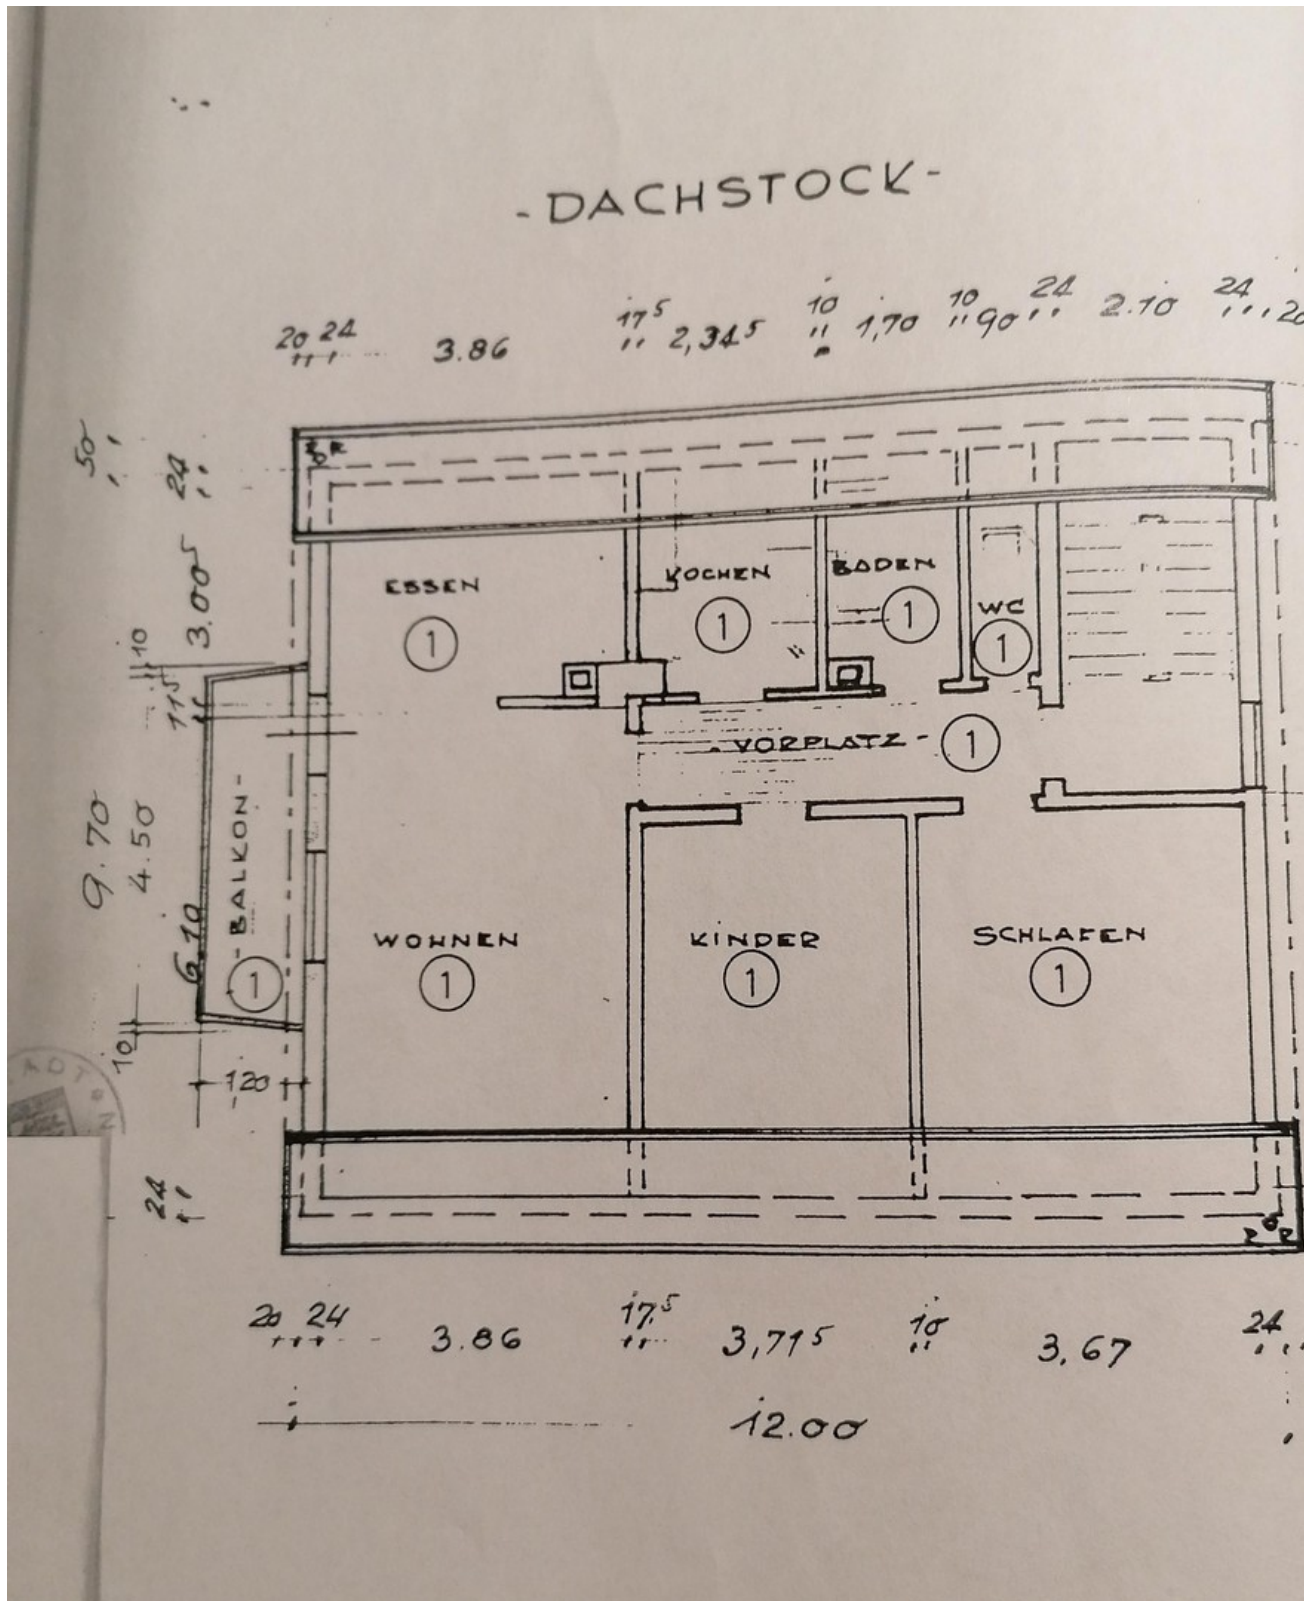 - DACHSTOCK -
20 24 3.86 17⁵ 2,34⁵ 10 1,70 10 90 24 2.10 24 20
50
24
3.00⁵
10
11⁵
9.70
4.50
6.10
10
120
24
ESSEN
1
KOCHEN
1
BADEN
1
WC
1
- VORPLATZ -
1
- BALKON -
1
WOHNEN
1
KINDER
1
SCHLAFEN
1
20 24 3.86 17⁵ 3,71⁵ 10 3,67 24
12.00